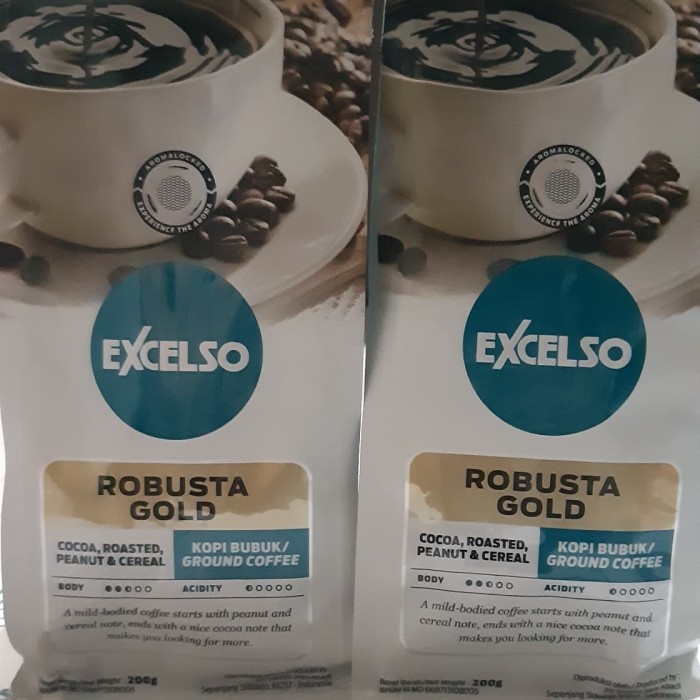 AROMALOCKED
EXPERIENCE THE AROMA
EXCELSO
ROBUSTA
GOLD
COCOA, ROASTED,
PEANUT & CEREAL
KOPI BUBUK/
GROUND COFFEE
BODY
ACIDITY
A mild-bodied coffee starts with peanut and
cereal note, ends with a nice cocoa note that
makes you looking for more.
200g
Indonesia
AROMALOCKED
EXPERIENCE THE AROMA
EXCELSO
ROBUSTA
GOLD
COCOA, ROASTED,
PEANUT & CEREAL
KOPI BUBUK/
GROUND COFFEE
BODY
ACIDITY
A mild-bodied coffee starts with peanut and
cereal note, ends with a nice cocoa note that
makes you looking for more.
200g